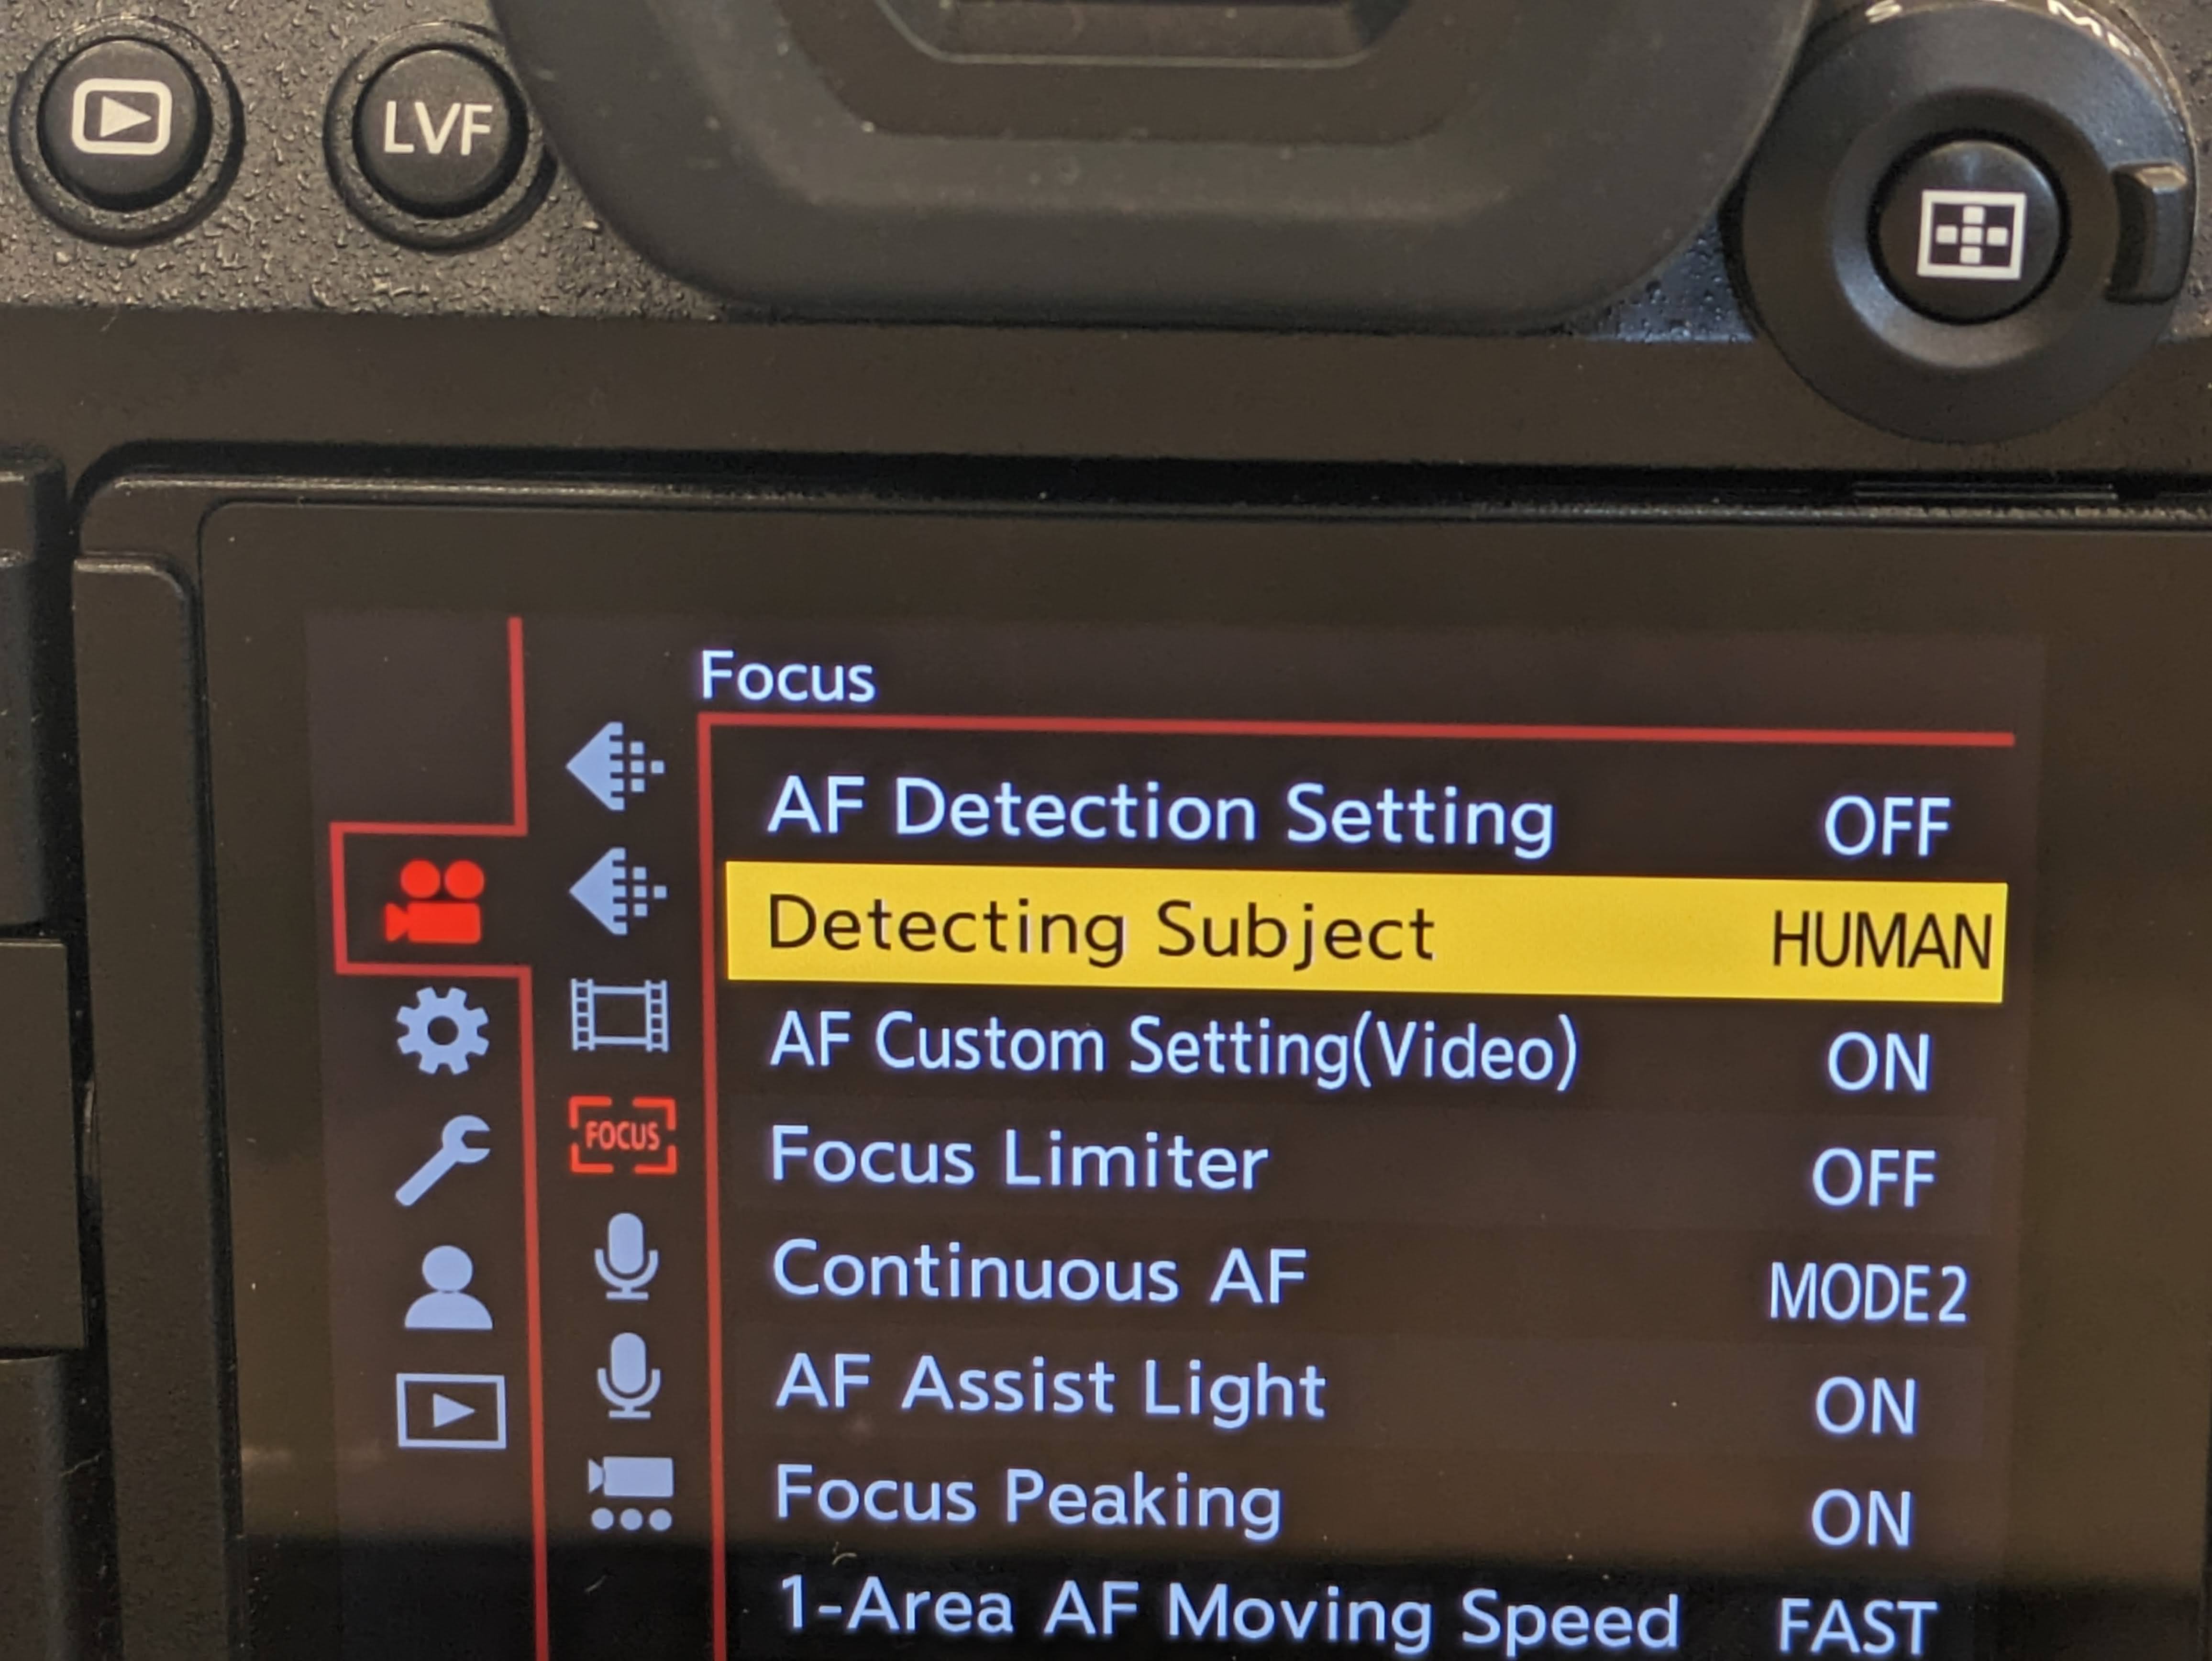 LVF
S
MF
Focus
AF Detection Setting OFF
Detecting Subject HUMAN
AF Custom Setting(Video) ON
FOCUS
Focus Limiter OFF
Continuous AF MODE2
AF Assist Light ON
Focus Peaking ON
1-Area AF Moving Speed FAST